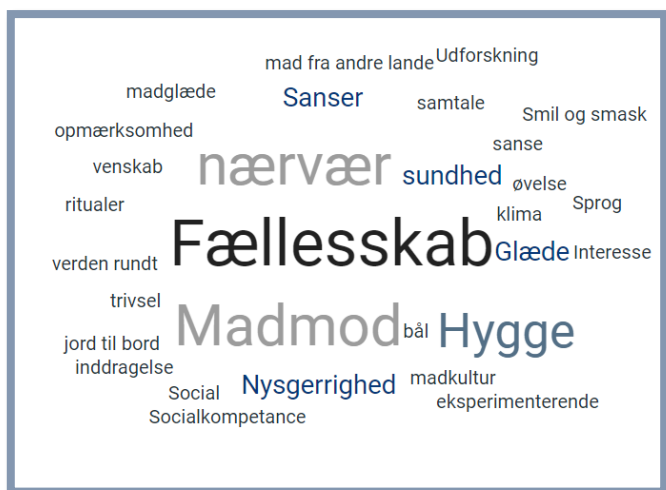 mad fra andre lande
Udforskning
madglæde
Sanser
samtale
Smil og smask
opmærksomhed
sanse
venskab
nærvær
sundhed
øvelse
ritualer
klima
Sprog
Fællesskab
Glæde
Interesse
verden rundt
trivsel
Madmod
bål
Hygge
jord til bord
inddragelse
Social
Nysgerrighed
madkultur
Socialkompetance
eksperimenterende